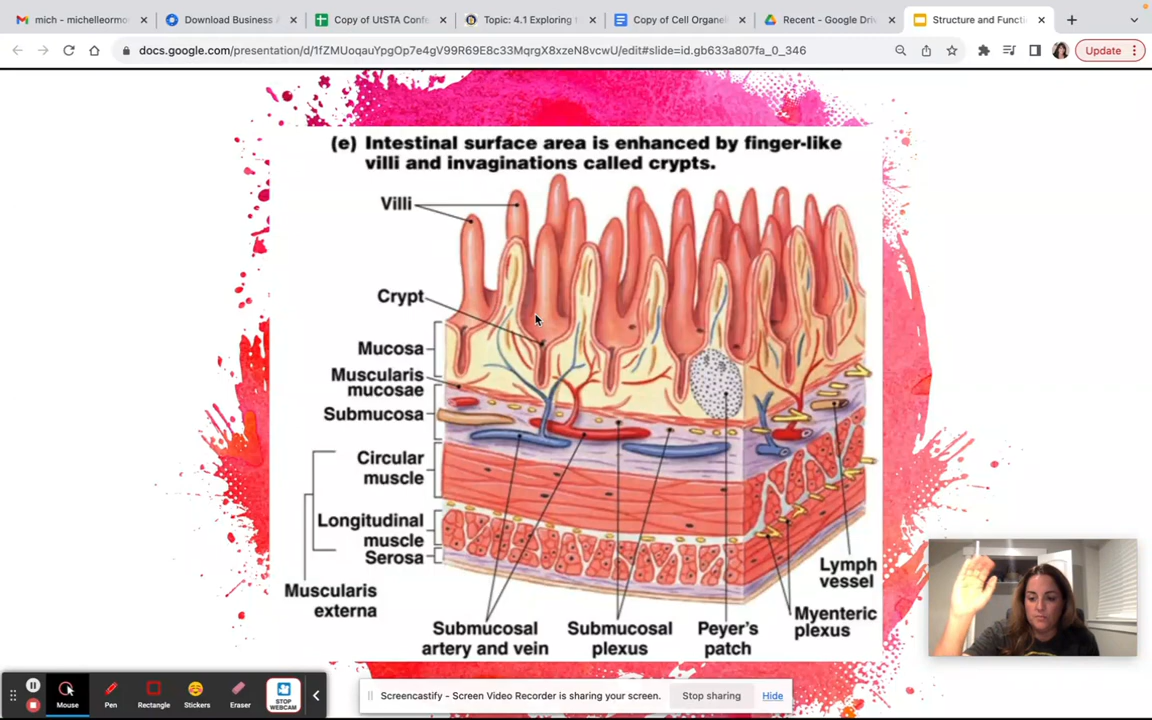 mich - michelleormo
Download Business
Copy of UtSTA Confe
Topic: 4.1 Exploring
Copy of Cell Organel
Recent - Google Driv
Structure and Functi
docs.google.com/presentation/d/1fZMUoqauYpgOp7e4gV99R69E8c33MqrgX8xzeN8vcwU/edit#slide=id.gb633a807fa_0_346
Update
(e) Intestinal surface area is enhanced by finger-like
villi and invaginations called crypts.
Villi
Crypt
Mucosa
Muscularis
mucosae
Submucosa
Circular
muscle
Longitudinal
muscle
Serosa
Muscularis
externa
Submucosal
artery and vein
Submucosal
plexus
Peyer's
patch
Myenteric
plexus
Lymph
vessel
Mouse
Pen
Rectangle
Stickers
Eraser
STOP
WEBCAM
Screencastify - Screen Video Recorder is sharing your screen.
Stop sharing
Hide